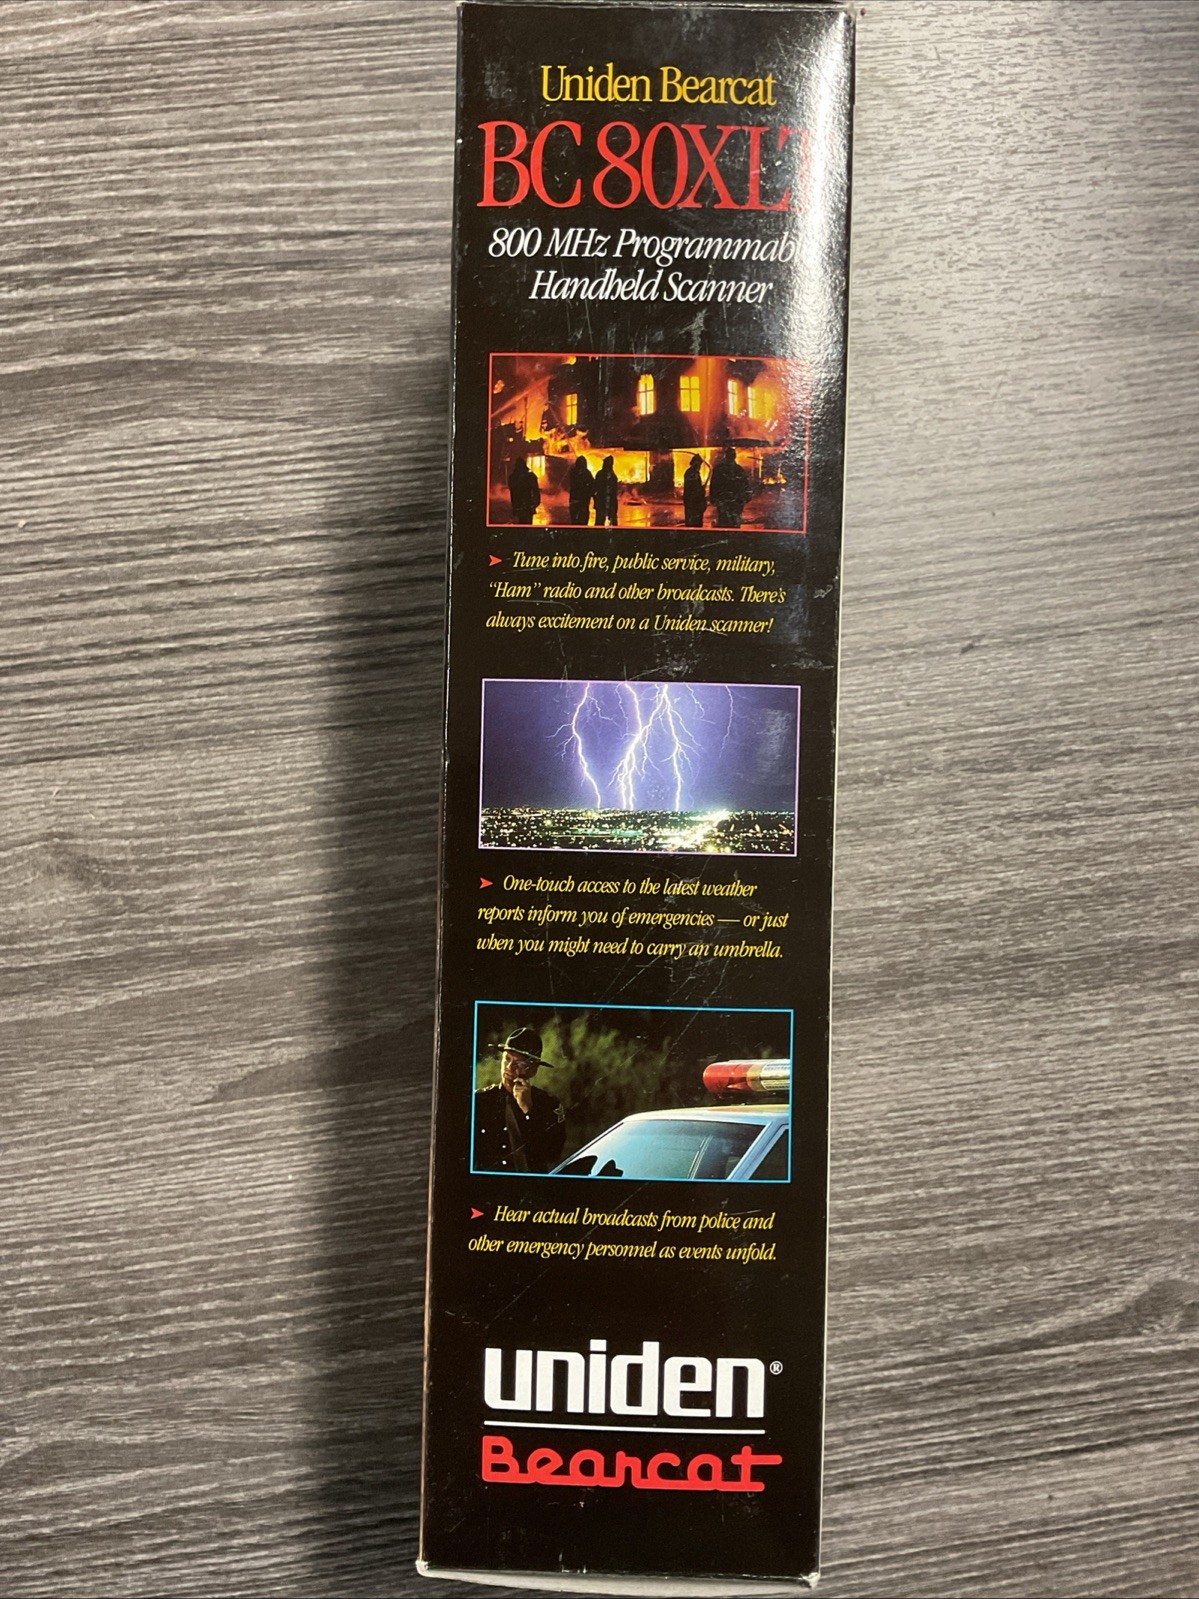 Uniden Bearcat
BC 80XLT
800 MHz Programmab
Handheld Scanner
➤ Tune into fire, public service, military,
“Ham” radio and other broadcasts. There's
always excitement on a Uniden scanner!
➤ One-touch access to the latest weather
reports inform you of emergencies — or just
when you might need to carry an umbrella.
➤ Hear actual broadcasts from police and
other emergency personnel as events unfold.
uniden®
Bearcat